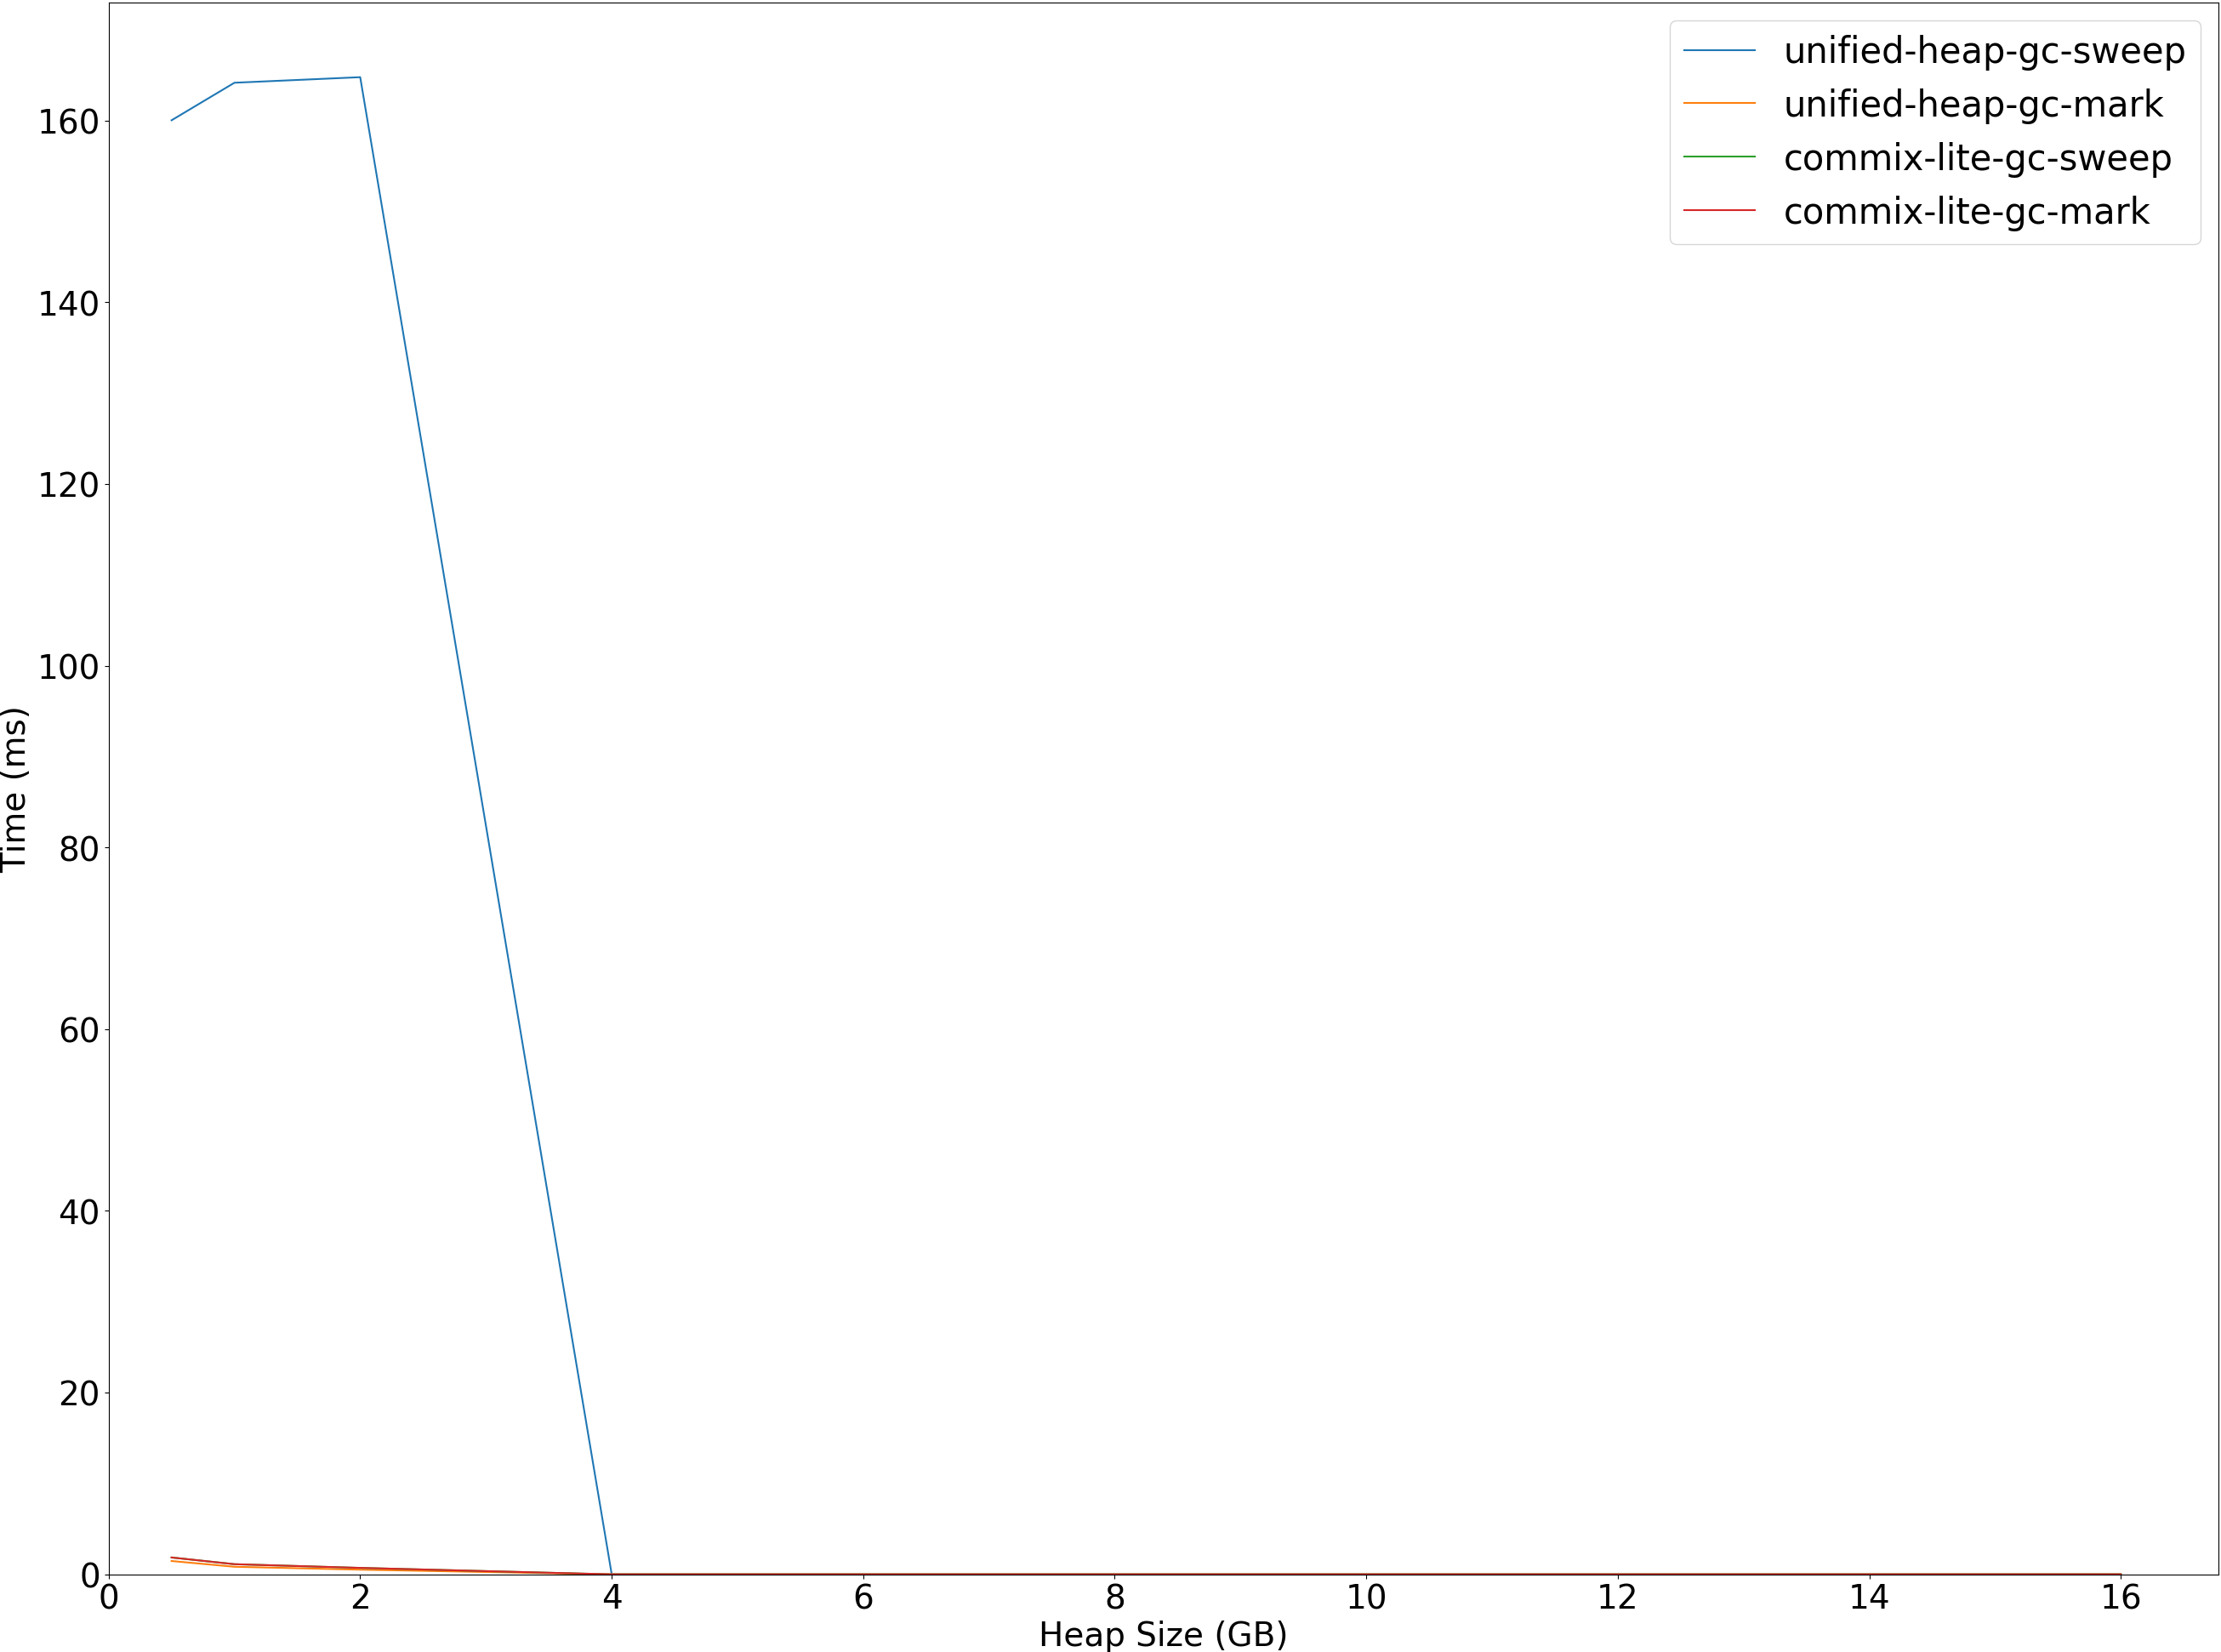 unified-heap-gc-sweep
unified-heap-gc-mark
commix-lite-gc-sweep
commix-lite-gc-mark
160
140
120
100
80
60
40
20
0
Time (ms)
0 2 4 6 8 10 12 14 16
Heap Size (GB)